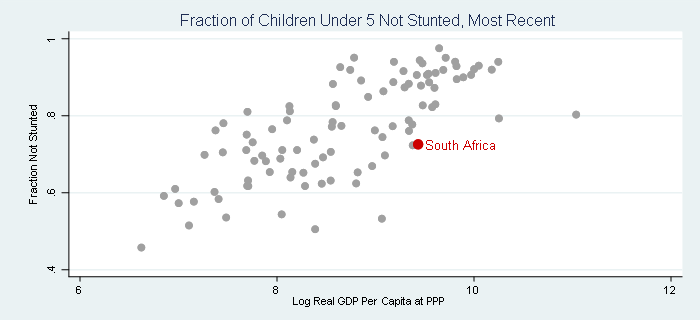 Fraction of Children Under 5 Not Stunted, Most Recent
Fraction Not Stunted
1
.8
.6
.4
South Africa
6
8
10
12
Log Real GDP Per Capita at PPP